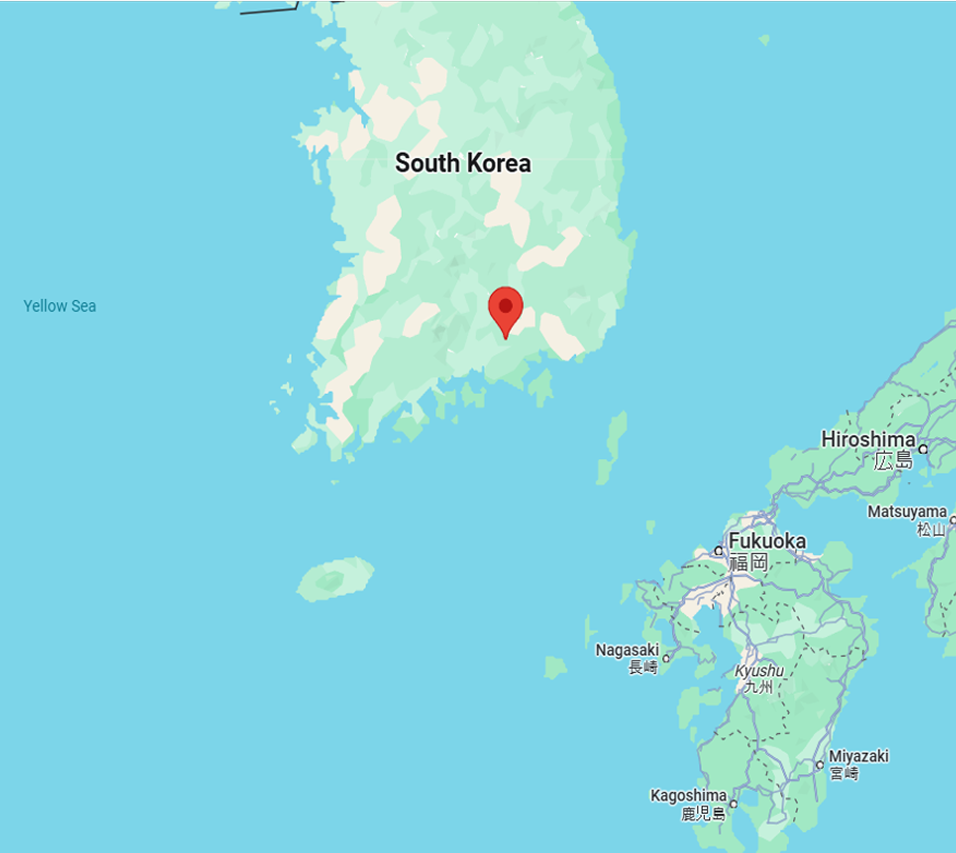 South Korea
Yellow Sea
Hiroshima
広島
Matsuyama
松山
Fukuoka
福岡
Nagasaki
長崎
Kyushu
九州
Miyazaki
宮崎
Kagoshima
鹿児島